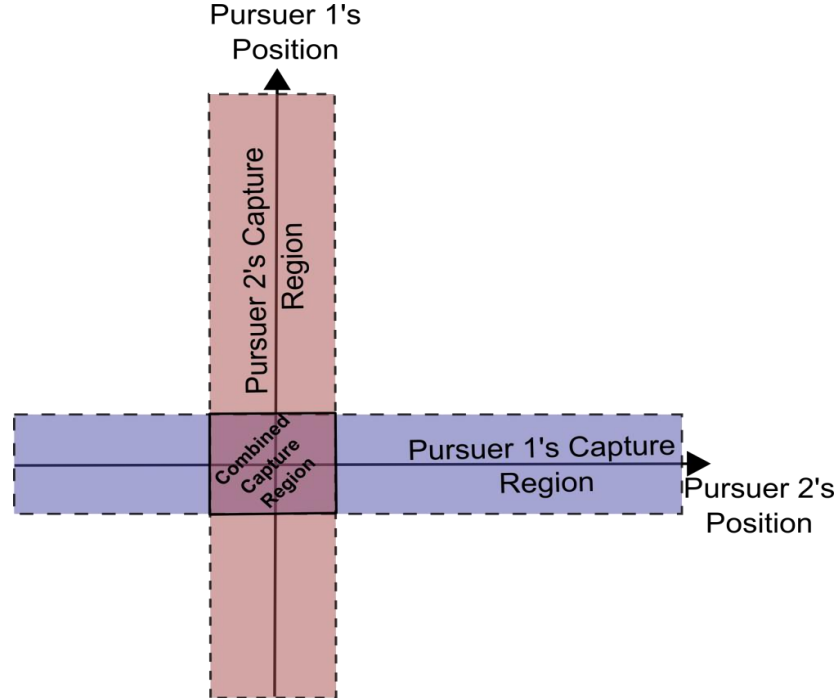 Pursuer 1's
Position
Pursuer 2's Capture
Region
Combined
Capture
Region
Pursuer 1's Capture
Region
Pursuer 2's
Position